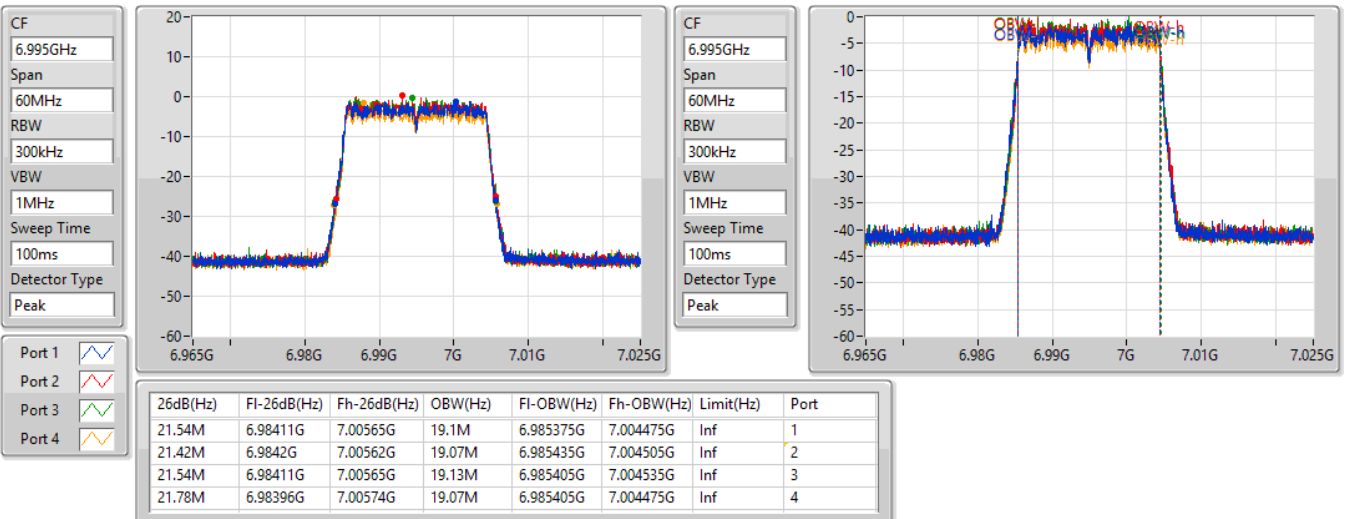 CF
6.995GHz
Span
60MHz
RBW
300kHz
VBW
1MHz
Sweep Time
100ms
Detector Type
Peak
Port 1
Port 2
Port 3
Port 4
20
10
0
-10
-20
-30
-40
-50
-60
6.965G 6.98G 6.99G 7G 7.01G 7.025G
CF
6.995GHz
Span
60MHz
RBW
300kHz
VBW
1MHz
Sweep Time
100ms
Detector Type
Peak
0
-5
-10
-15
-20
-25
-30
-35
-40
-45
-50
-55
-60
6.965G 6.98G 6.99G 7G 7.01G 7.025G
26dB(Hz) Fl-26dB(Hz) Fh-26dB(Hz) OBW(Hz) Fl-OBW(Hz) Fh-OBW(Hz) Limit(Hz) Port
21.54M 6.98411G 7.00565G 19.1M 6.985375G 7.004475G Inf 1
21.42M 6.9842G 7.00562G 19.07M 6.985435G 7.004505G Inf 2
21.54M 6.98411G 7.00565G 19.13M 6.985405G 7.004535G Inf 3
21.78M 6.98396G 7.00574G 19.07M 6.985405G 7.004475G Inf 4